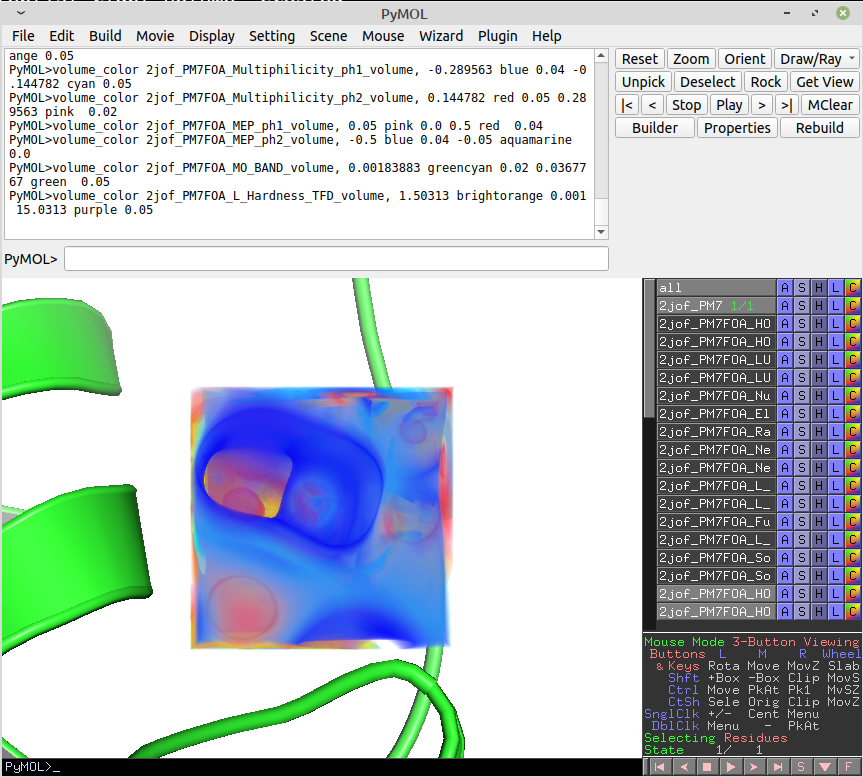 PyMOL
File Edit Build Movie Display Setting Scene Mouse Wizard Plugin Help
ange 0.05
PyMOL>volume_color 2jof_PM7FOA_Multiphilicity_ph1_volume, -0.289563 blue 0.04 -0
.144782 cyan 0.05
PyMOL>volume_color 2jof_PM7FOA_Multiphilicity_ph2_volume, 0.144782 red 0.05 0.28
9563 pink  0.02
PyMOL>volume_color 2jof_PM7FOA_MEP_ph1_volume, 0.05 pink 0.0 0.5 red  0.04
PyMOL>volume_color 2jof_PM7FOA_MEP_ph2_volume, -0.5 blue 0.04 -0.05 aquamarine
0.0
PyMOL>volume_color 2jof_PM7FOA_MO_BAND_volume, 0.00183883 greencyan 0.02 0.03677
67 green  0.05
PyMOL>volume_color 2jof_PM7FOA_L_Hardness_TFD_volume, 1.50313 brightorange 0.001
 15.0313 purple 0.05
PyMOL>
Reset Zoom Orient Draw/Ray
Unpick Deselect Rock Get View
|< < Stop Play > >| MClear
Builder Properties Rebuild
all A S H L C
2jof_PM7 1/1 A S H L C
2jof_PM7FOA_HO A S H L C
2jof_PM7FOA_HO A S H L C
2jof_PM7FOA_LU A S H L C
2jof_PM7FOA_LU A S H L C
2jof_PM7FOA_Nu A S H L C
2jof_PM7FOA_El A S H L C
2jof_PM7FOA_Ra A S H L C
2jof_PM7FOA_Ne A S H L C
2jof_PM7FOA_Ne A S H L C
2jof_PM7FOA_L_ A S H L C
2jof_PM7FOA_L_ A S H L C
2jof_PM7FOA_Fu A S H L C
2jof_PM7FOA_L_ A S H L C
2jof_PM7FOA_So A S H L C
2jof_PM7FOA_So A S H L C
2jof_PM7FOA_HO A S H L C
2jof_PM7FOA_HO A S H L C
Mouse Mode 3-Button Viewing
Buttons L M R Wheel
& Keys Rota Move MovZ Slab
Shft +Box -Box Clip MovS
Ctrl Move PkAt Pk1 MvSZ
CtSh Sele Orig Clip MovZ
SnglClk +/- Cent Menu
DblClk Menu - PkAt
Selecting Residues
State 1/ 1
PyMOL>_
S F